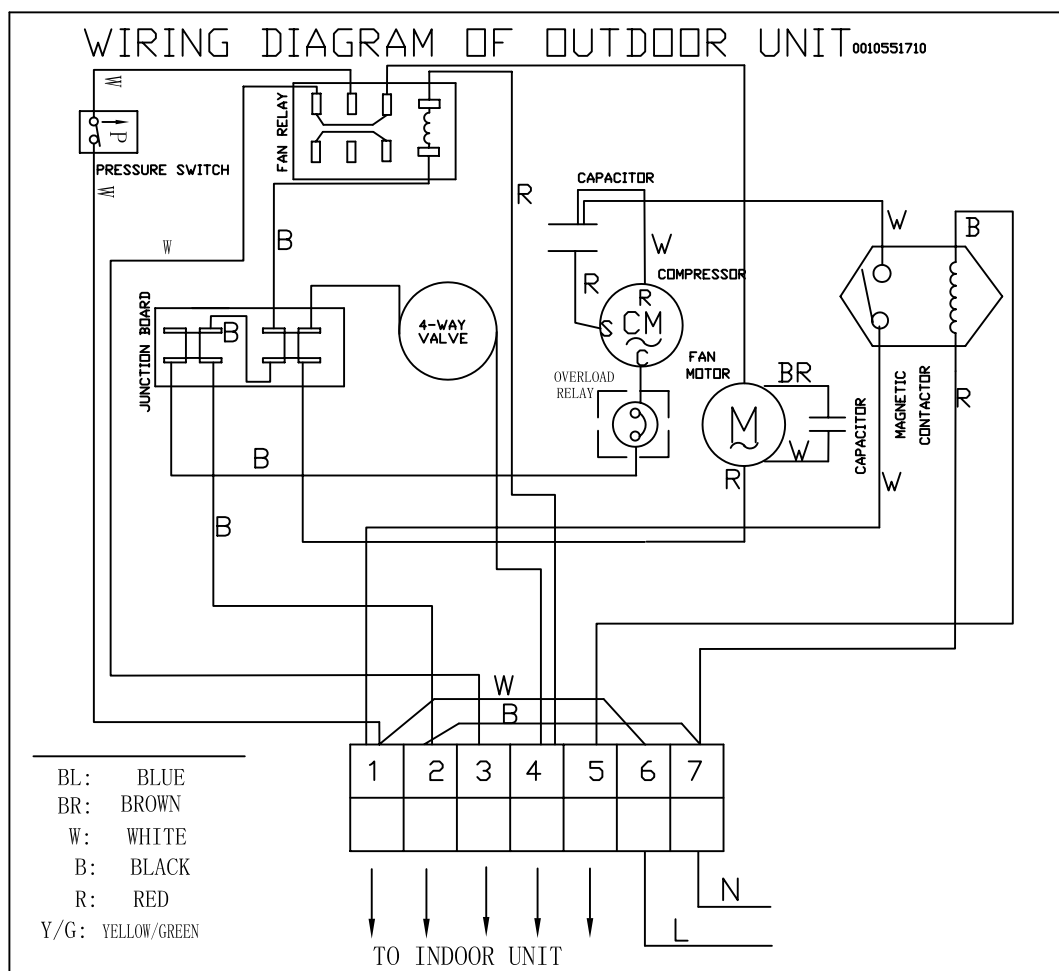 WIRING DIAGRAM OF OUTDOOR UNIT 0010551710
W
P
PRESSURE SWITCH
W
FAN RELAY
W
B
R
CAPACITOR
W
R
COMPRESSOR
R
S
CM
C
W
B
JUNCTION BOARD
B
4-WAY
VALVE
OVERLOAD
RELAY
FAN
MOTOR
BR
M
W
R
CAPACITOR
MAGNETIC
CONTACTOR
R
W
B
B
W
B
1 2 3 4 5 6 7
N
L
TO INDOOR UNIT
BL: BLUE
BR: BROWN
W: WHITE
B: BLACK
R: RED
Y/G: YELLOW/GREEN